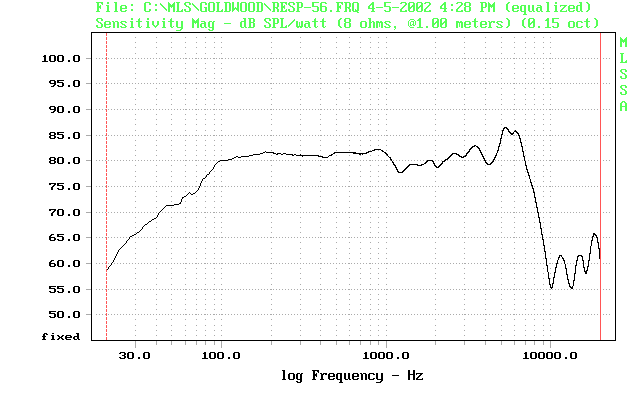 File: C:\MLS\GOLDWOOD\RESP-56.FRQ 4-5-2002 4:28 PM (equalized)
Sensitivity Mag - dB SPL/watt (8 ohms, @1.00 meters) (0.15 oct)
M
L
S
S
A
100.0
95.0
90.0
85.0
80.0
75.0
70.0
65.0
60.0
55.0
50.0
fixed
30.0 100.0 1000.0 10000.0
log Frequency - Hz